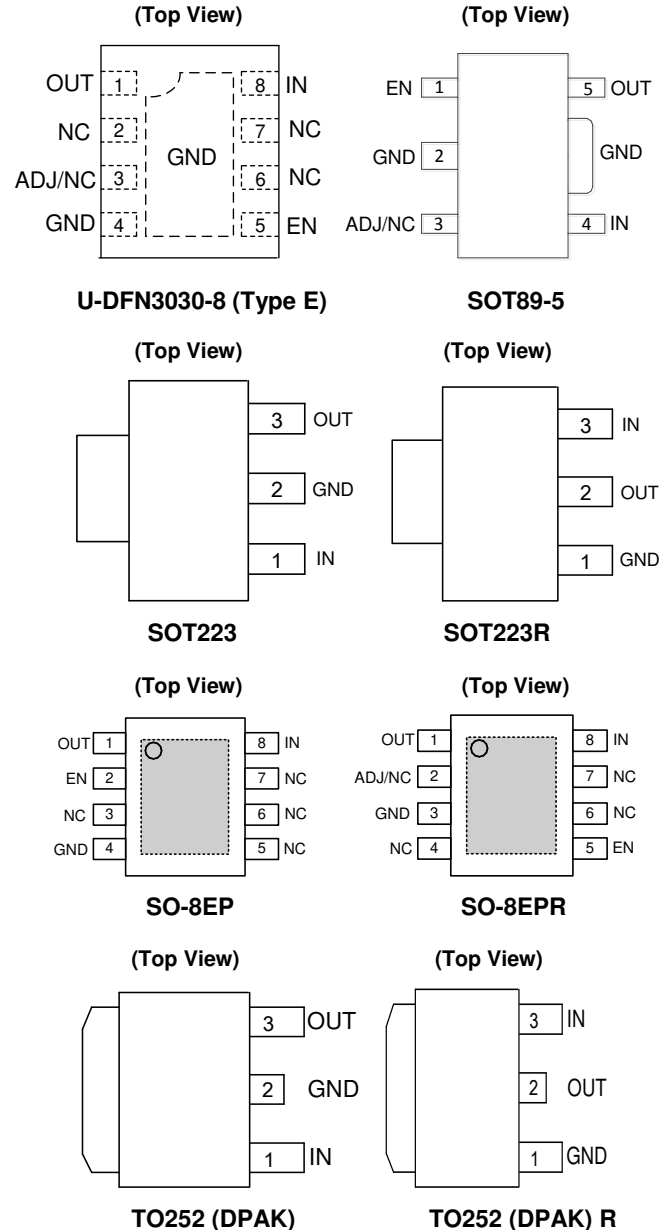 (Top View)
OUT 1 8 IN
NC 2 7 NC
GND
ADJ/NC 3 6 NC
GND 4 5 EN
U-DFN3030-8 (Type E)
(Top View)
EN 1 5 OUT
GND 2 GND
ADJ/NC 3 4 IN
SOT89-5
(Top View)
3 OUT
2 GND
1 IN
SOT223
(Top View)
3 IN
2 OUT
1 GND
SOT223R
(Top View)
OUT 1 8 IN
EN 2 7 NC
NC 3 6 NC
GND 4 5 NC
SO-8EP
(Top View)
OUT 1 8 IN
ADJ/NC 2 7 NC
GND 3 6 NC
NC 4 5 EN
SO-8EPR
(Top View)
3 OUT
2 GND
1 IN
TO252 (DPAK)
(Top View)
3 IN
2 OUT
1 GND
TO252 (DPAK) R